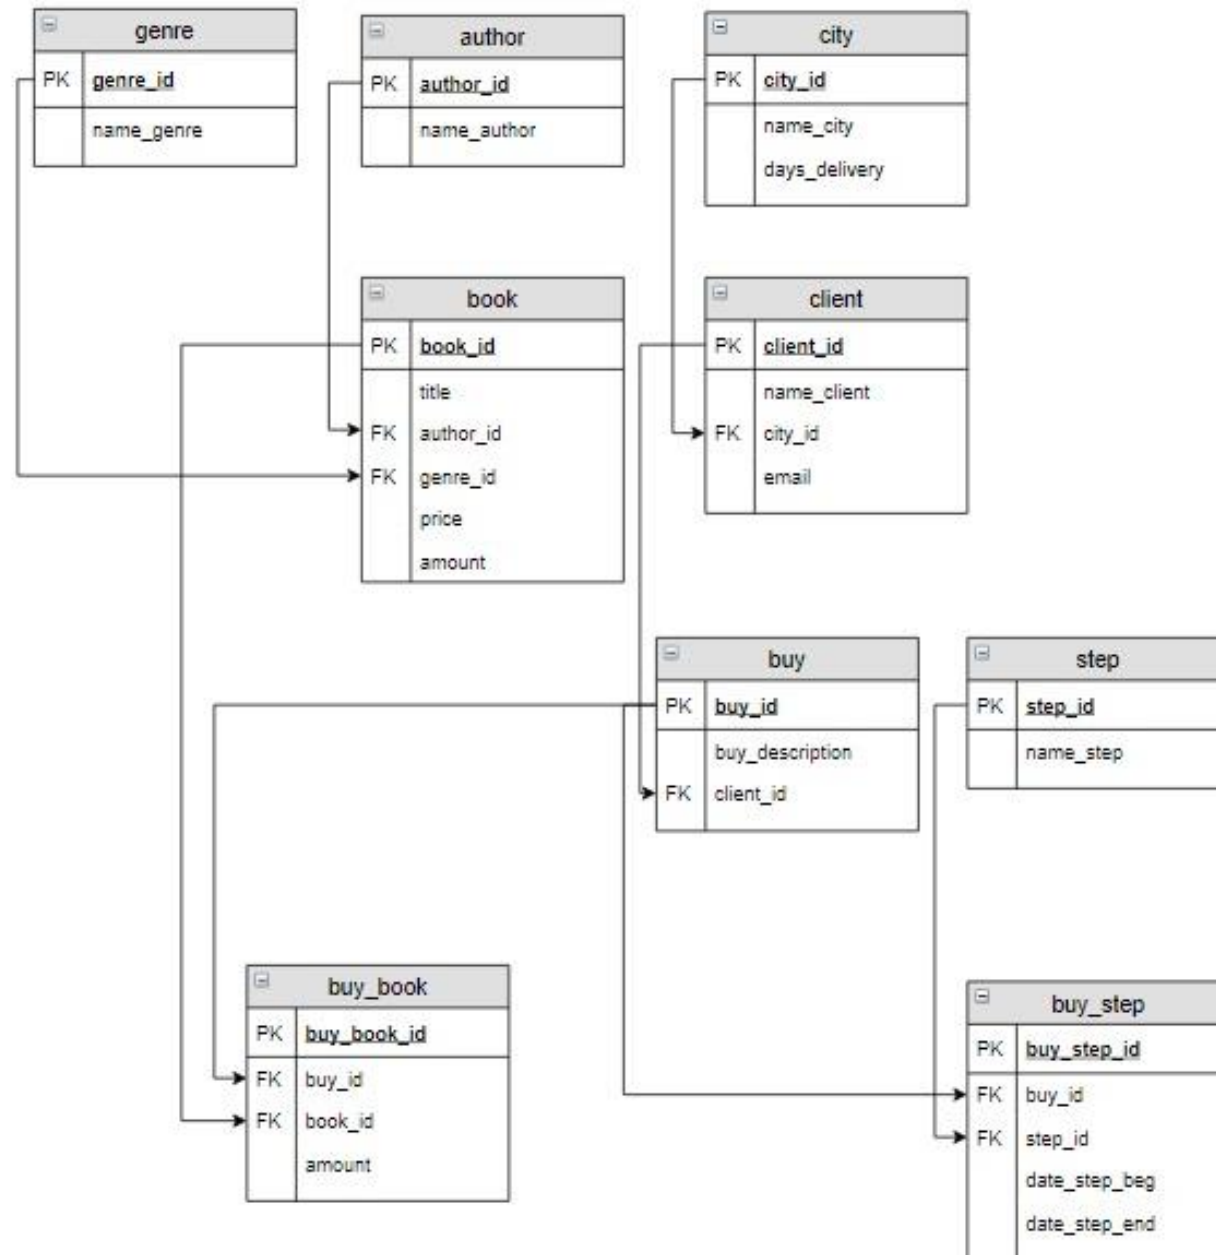 genre
PK genre_id
name_genre
author
PK author_id
name_author
city
PK city_id
name_city
days_delivery
book
PK book_id
title
FK author_id
FK genre_id
price
amount
client
PK client_id
name_client
FK city_id
email
buy
PK buy_id
buy_description
FK client_id
step
PK step_id
name_step
buy_book
PK buy_book_id
FK buy_id
FK book_id
amount
buy_step
PK buy_step_id
FK buy_id
FK step_id
date_step_beg
date_step_end